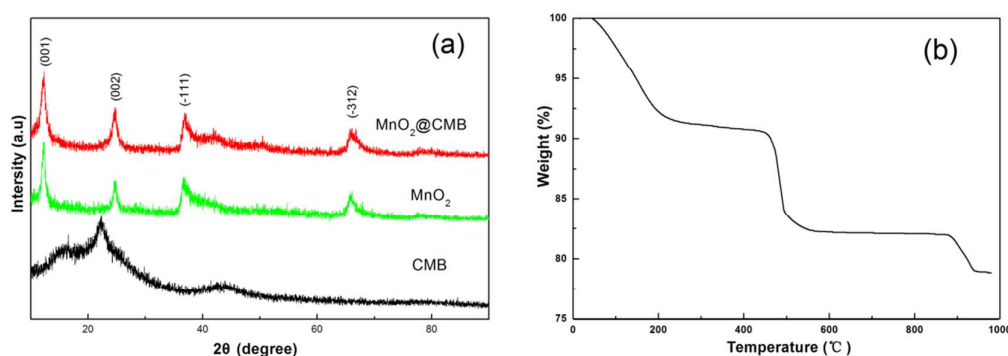 (a)
(001)
(002)
(-111)
(-312)
MnO₂@CMB
MnO₂
CMB
Intersity (a.u)
20
40
60
80
2θ (degree)
(b)
100
95
90
85
80
75
Weight (%)
0
200
400
600
800
1000
Temperature (℃)